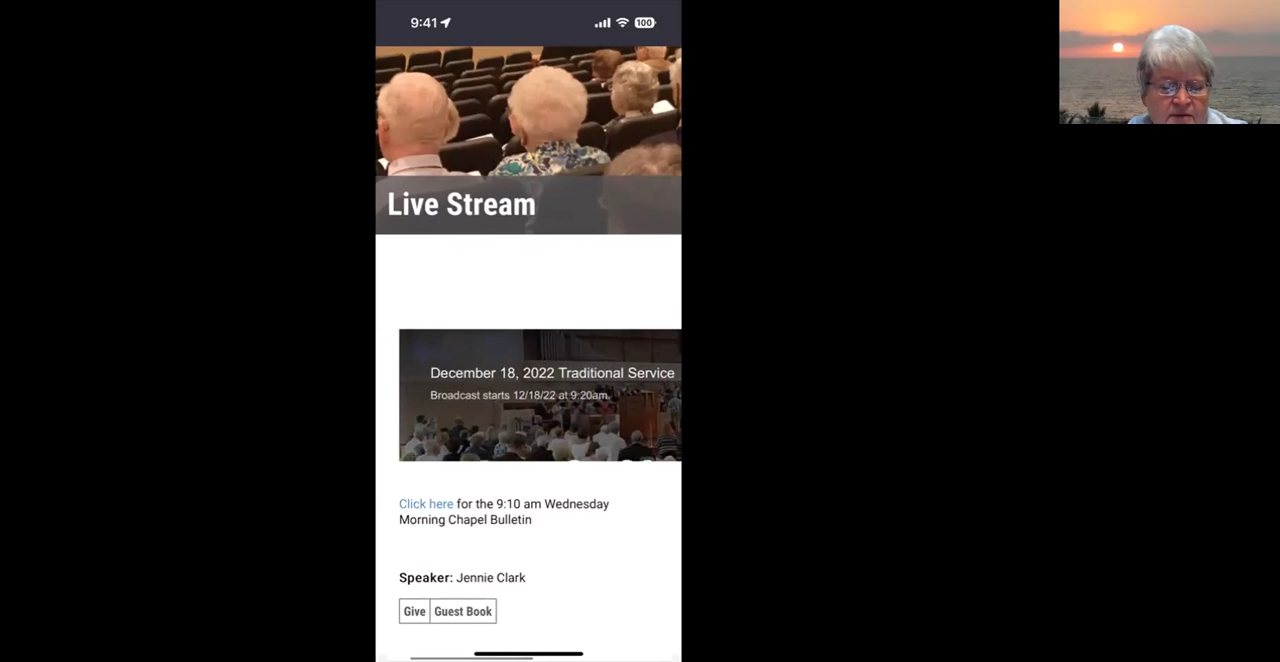 9:41
100
Live Stream
December 18, 2022 Traditional Service
Broadcast starts 12/18/22 at 9:20am
Click here for the 9:10 am Wednesday
Morning Chapel Bulletin
Speaker: Jennie Clark
Give Guest Book